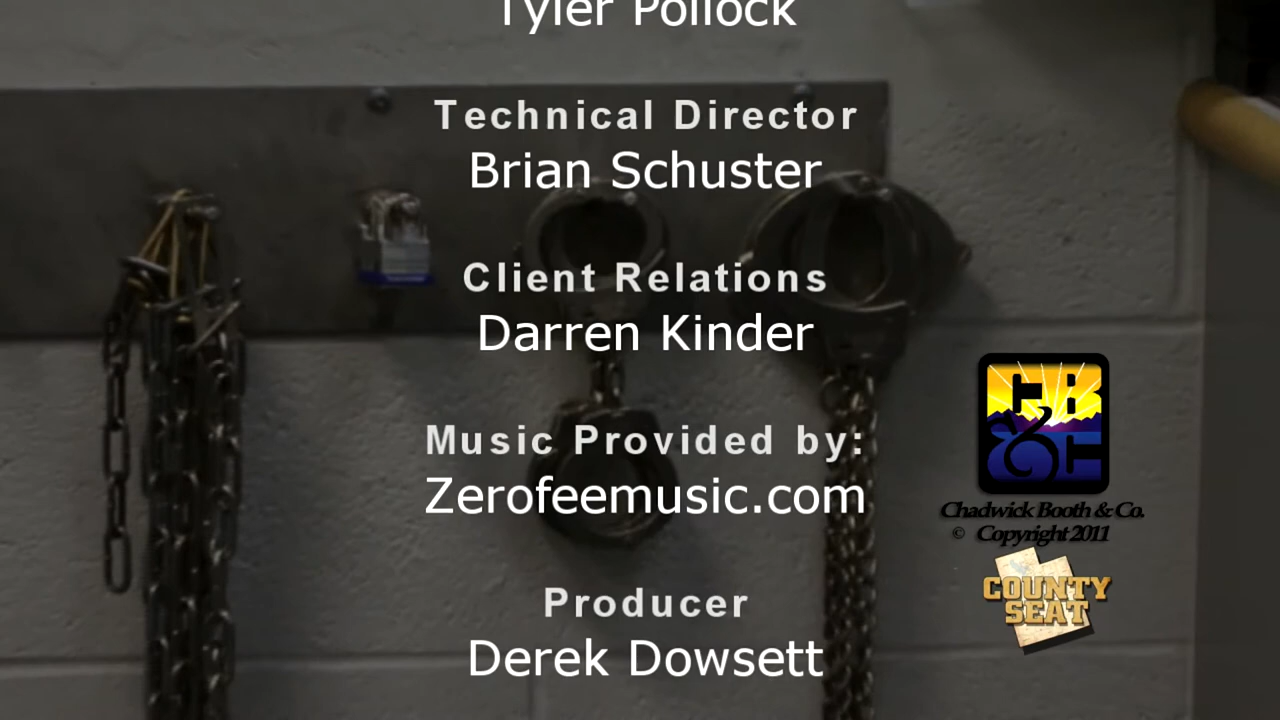 Tyler Pollock
Technical Director
Brian Schuster
Client Relations
Darren Kinder
Music Provided by:
Zerofeemusic.com
Producer
Derek Dowsett
CB
&C
Chadwick Booth & Co.
© Copyright 2011
COUNTY
SEAT